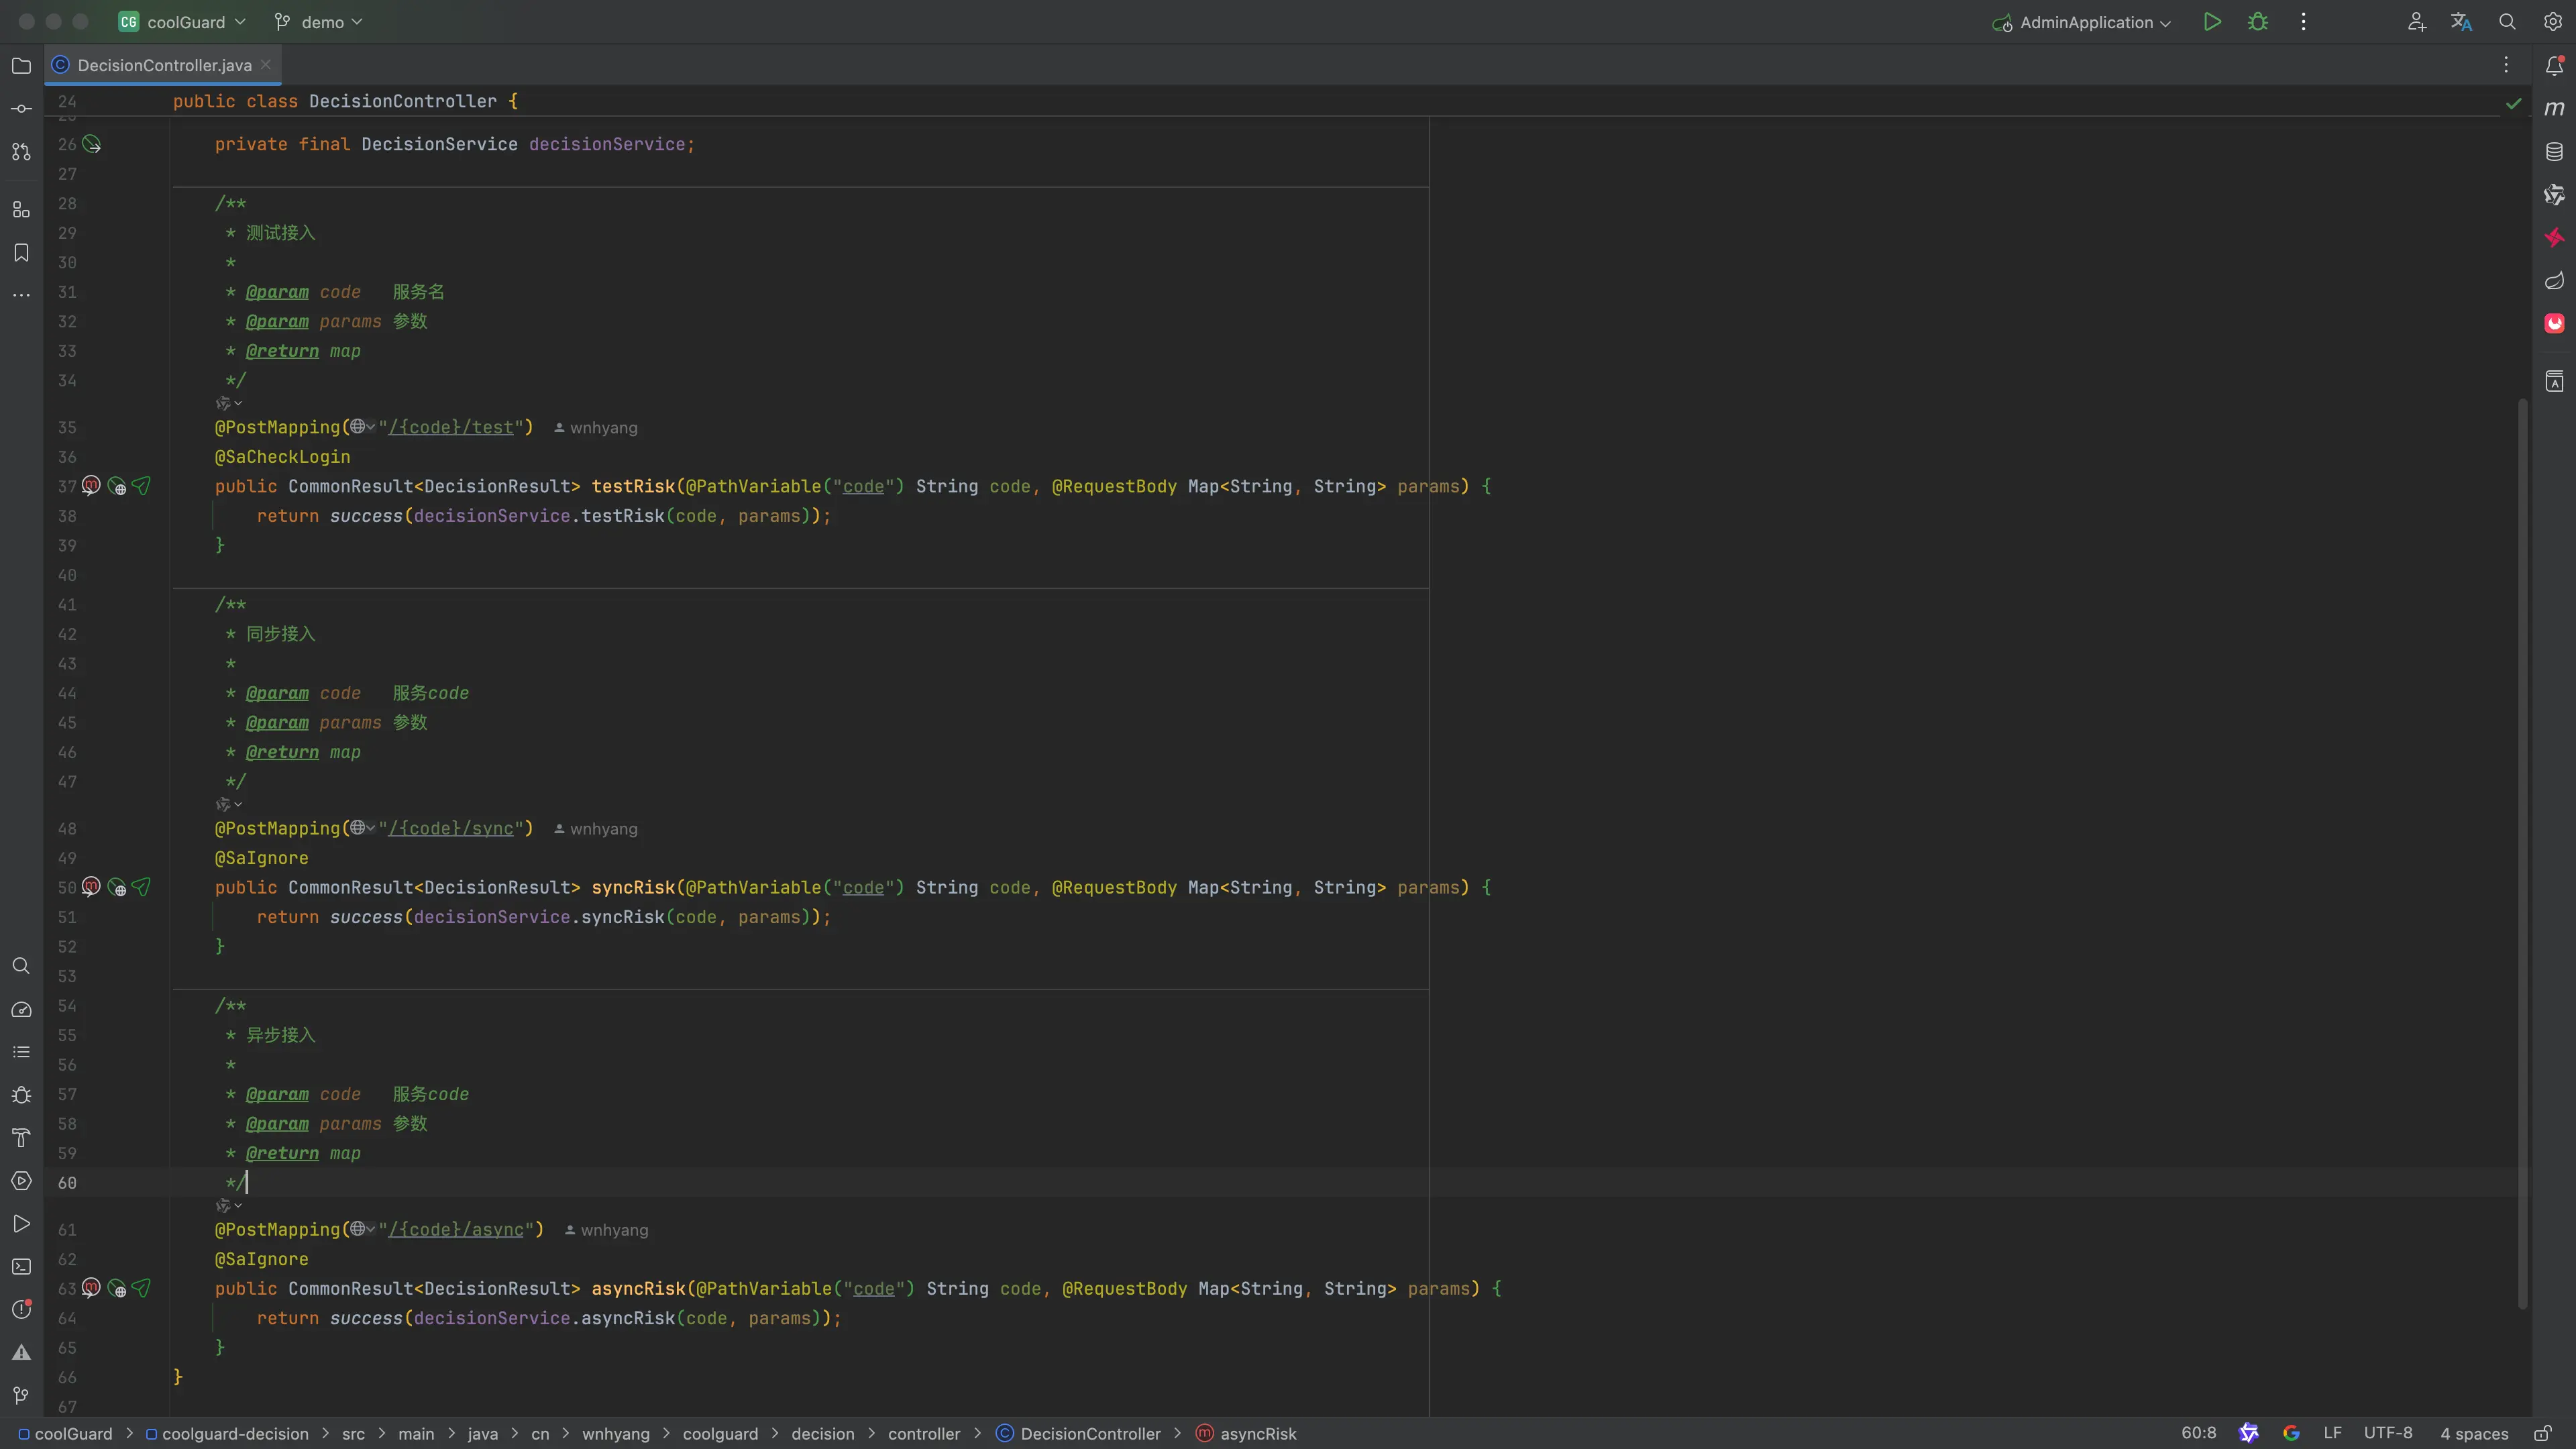 CG coolGuard demo AdminApplication
DecisionController.java
24 public class DecisionController {
26 private final DecisionService decisionService;
27
28 /**
29 * 测试接入
30 *
31 * @param code 服务名
32 * @param params 参数
33 * @return map
34 */
35 @PostMapping("/{code}/test") wnhyang
36 @SaCheckLogin
37 public CommonResult<DecisionResult> testRisk(@PathVariable("code") String code, @RequestBody Map<String, String> params) {
38 return success(decisionService.testRisk(code, params));
39 }
40
41 /**
42 * 同步接入
43 *
44 * @param code 服务code
45 * @param params 参数
46 * @return map
47 */
48 @PostMapping("/{code}/sync") wnhyang
49 @SaIgnore
50 public CommonResult<DecisionResult> syncRisk(@PathVariable("code") String code, @RequestBody Map<String, String> params) {
51 return success(decisionService.syncRisk(code, params));
52 }
53
54 /**
55 * 异步接入
56 *
57 * @param code 服务code
58 * @param params 参数
59 * @return map
60 */
61 @PostMapping("/{code}/async") wnhyang
62 @SaIgnore
63 public CommonResult<DecisionResult> asyncRisk(@PathVariable("code") String code, @RequestBody Map<String, String> params) {
64 return success(decisionService.asyncRisk(code, params));
65 }
66 }
67
coolGuard > coolguard-decision > src > main > java > cn > wnhyang > coolguard > decision > controller > DecisionController > asyncRisk 60:8 LF UTF-8 4 spaces